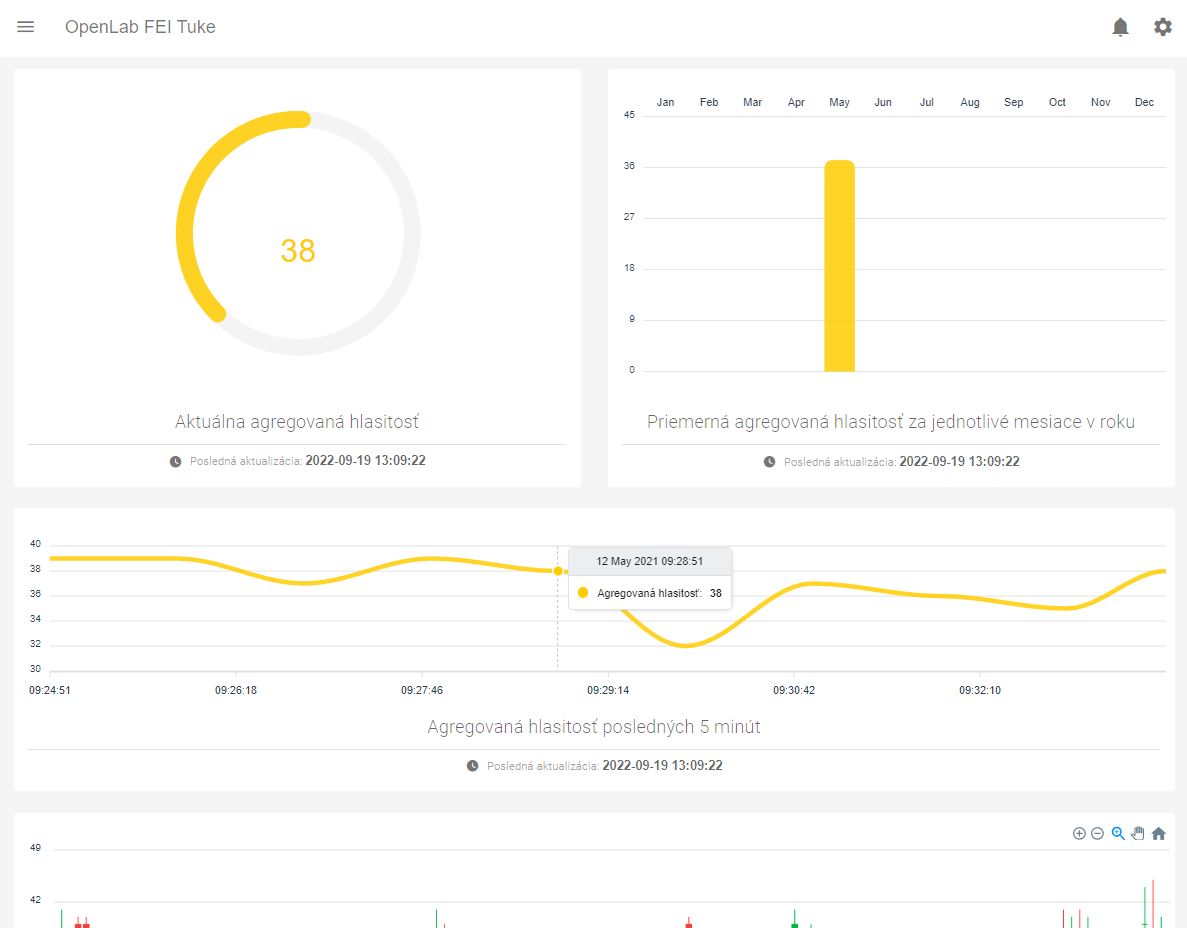 OpenLab FEI Tuke
38
Aktuálna agregovaná hlasitosť
Posledná aktualizácia: 2022-09-19 13:09:22
Jan Feb Mar Apr May Jun Jul Aug Sep Oct Nov Dec
45
36
27
18
9
0
Priemerná agregovaná hlasitosť za jednotlivé mesiace v roku
Posledná aktualizácia: 2022-09-19 13:09:22
40
38
36
34
32
30
12 May 2021 09:28:51
Agregovaná hlasitosť: 38
09:24:51 09:26:18 09:27:46 09:29:14 09:30:42 09:32:10
Agregovaná hlasitosť posledných 5 minút
Posledná aktualizácia: 2022-09-19 13:09:22
49
42